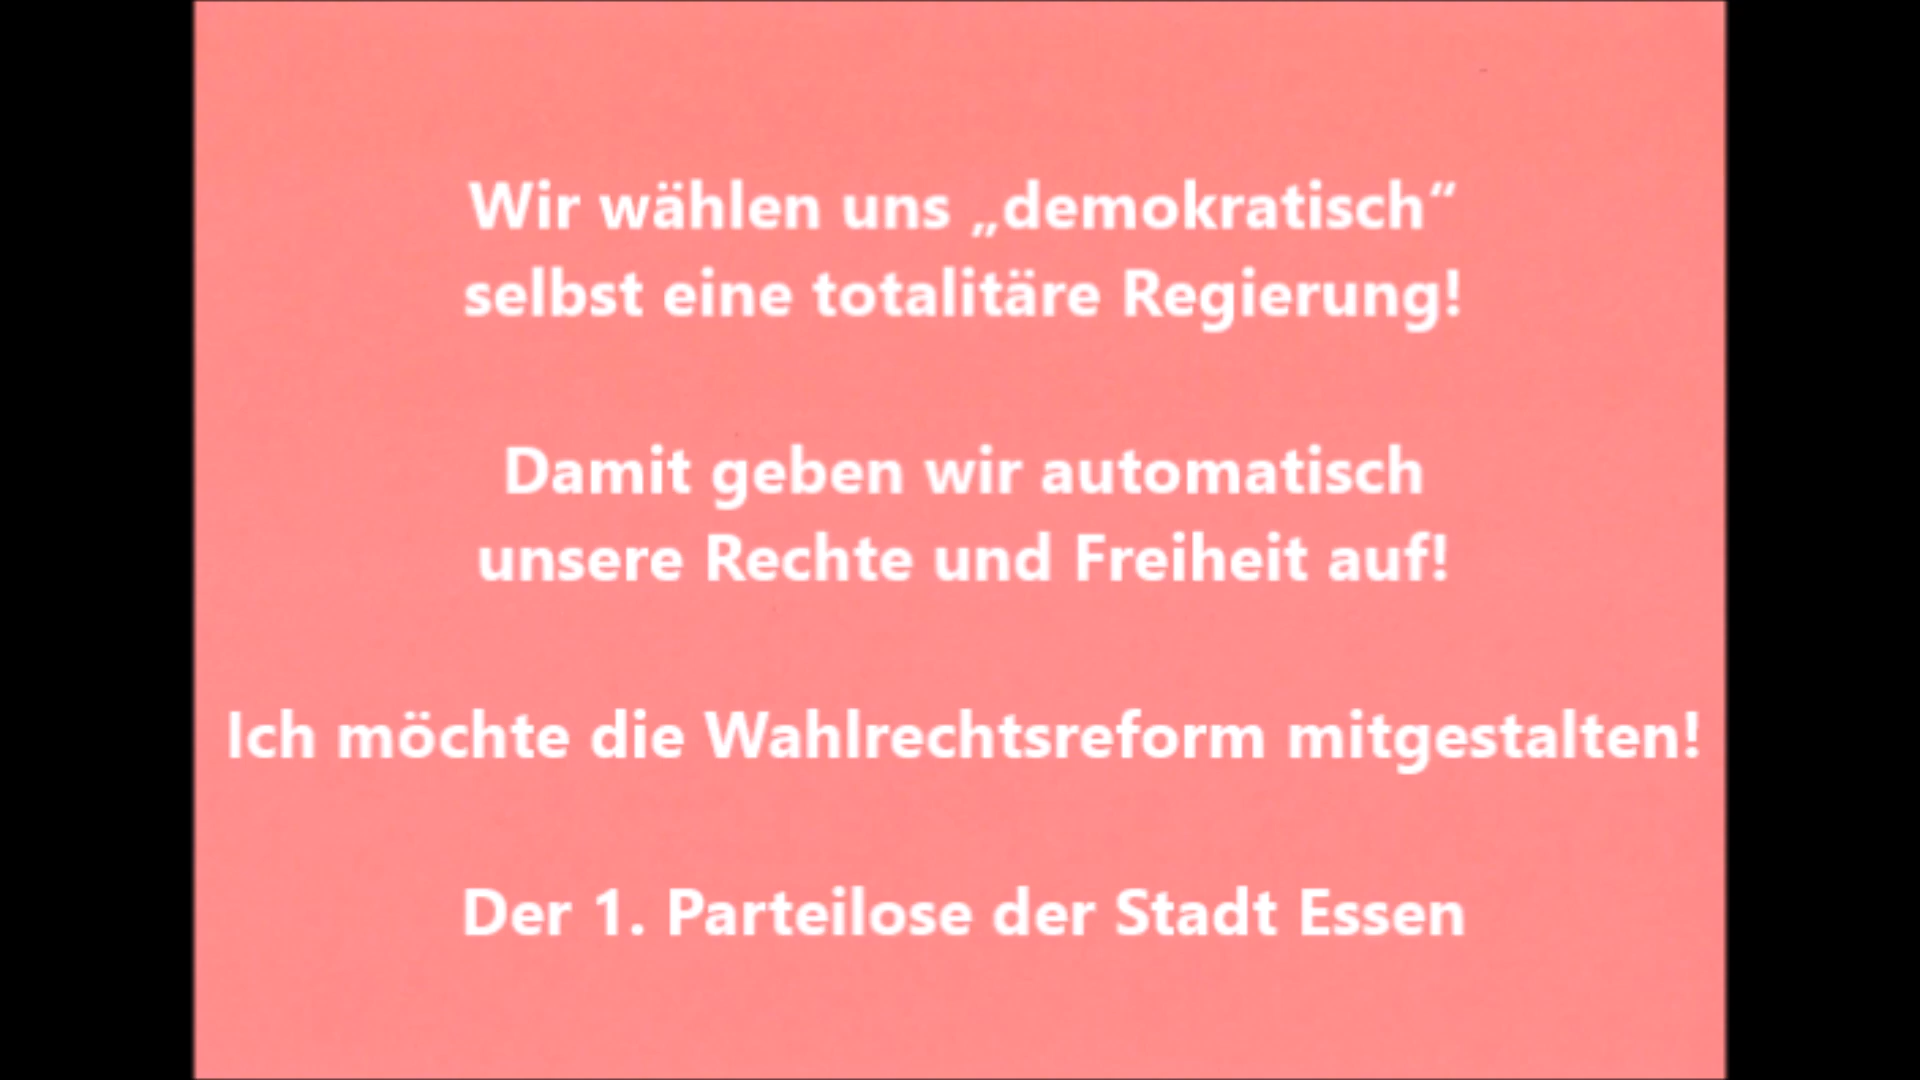 Wir wählen uns „demokratisch“
selbst eine totalitäre Regierung!
Damit geben wir automatisch
unsere Rechte und Freiheit auf!
Ich möchte die Wahlrechtsreform mitgestalten!
Der 1. Parteilose der Stadt Essen